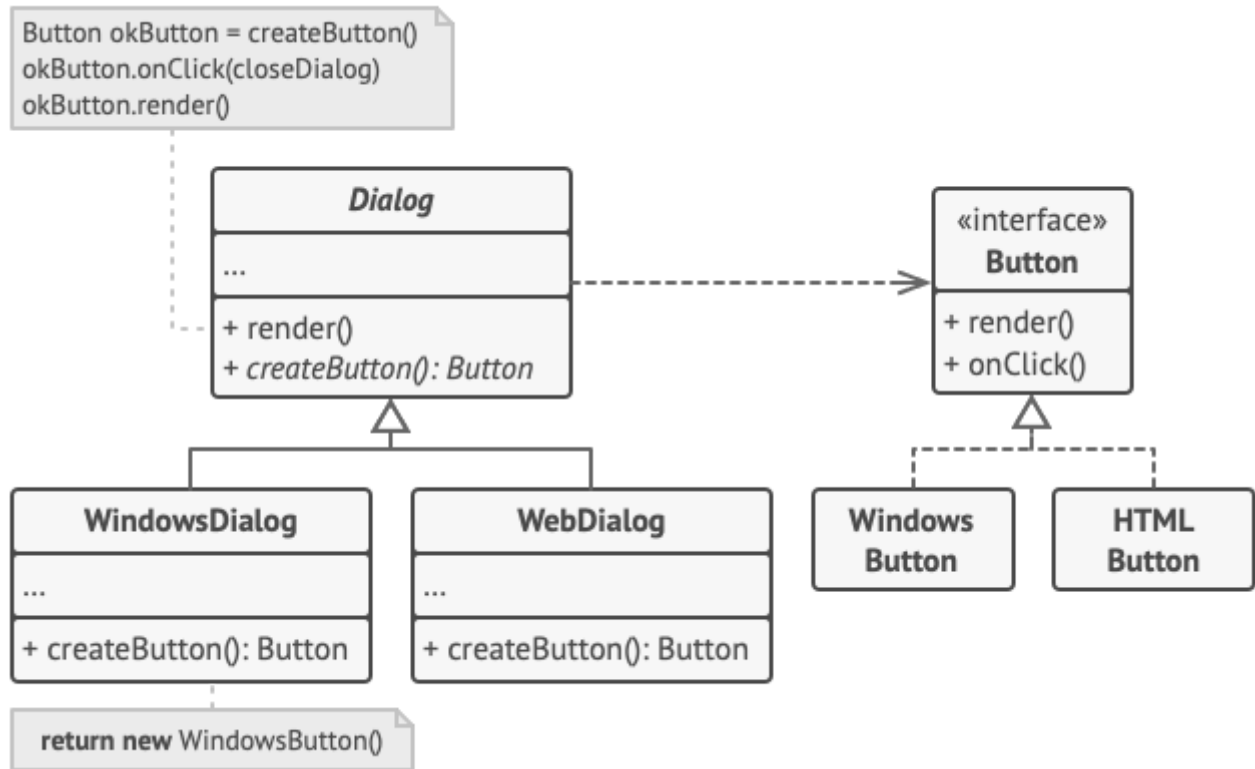 Button okButton = createButton()
okButton.onClick(closeDialog)
okButton.render()
Dialog
...
+ render()
+ createButton(): Button
«interface»
Button
+ render()
+ onClick()
WindowsDialog
...
+ createButton(): Button
WebDialog
...
+ createButton(): Button
Windows
Button
HTML
Button
return new WindowsButton()